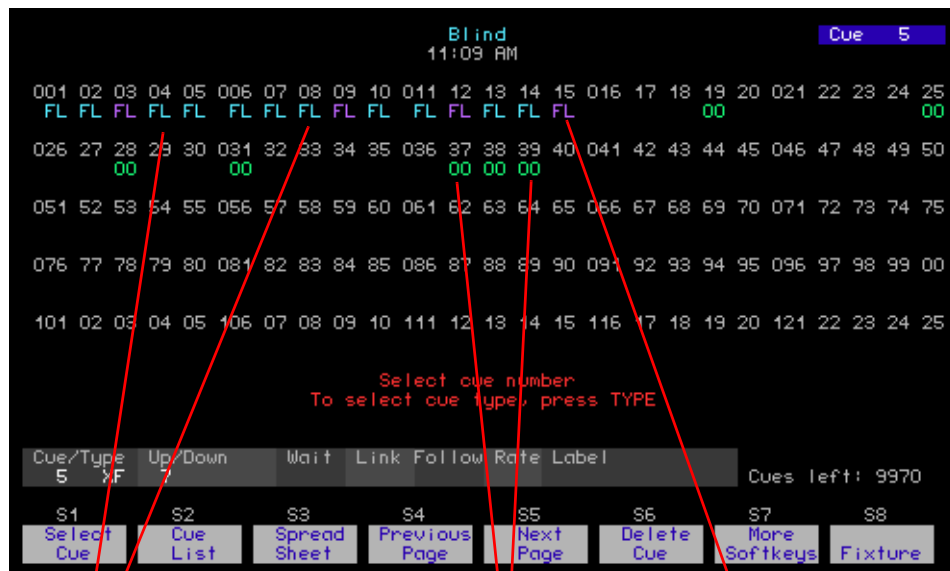 Blind
Cue 5
11:09 AM
001 02 03 04 05 006 07 08 09 10 011 12 13 14 15 016 17 18 19 20 021 22 23 24 25
FL FL FL FL FL FL FL FL FL FL FL FL FL FL FL 00 00
026 27 28 29 30 031 32 33 34 35 036 37 38 39 40 041 42 43 44 45 046 47 48 49 50
00 00 00 00 00
051 52 53 54 55 056 57 58 59 60 061 62 63 64 65 066 67 68 69 70 071 72 73 74 75
076 77 78 79 80 081 82 83 84 85 086 87 88 89 90 091 92 93 94 95 096 97 98 99 00
101 02 03 04 05 106 07 08 09 10 111 12 13 14 15 116 17 18 19 20 121 22 23 24 25
Select cue number
To select cue type, press TYPE
Cue/Type Up/Down Wait Link Follow Rate Label
5 XF 7 Cues left: 9970
S1 S2 S3 S4 S5 S6 S7 S8
Select Cue Spread Previous Next Delete More
Cue List Sheet Page Page Cue Softkeys Fixture